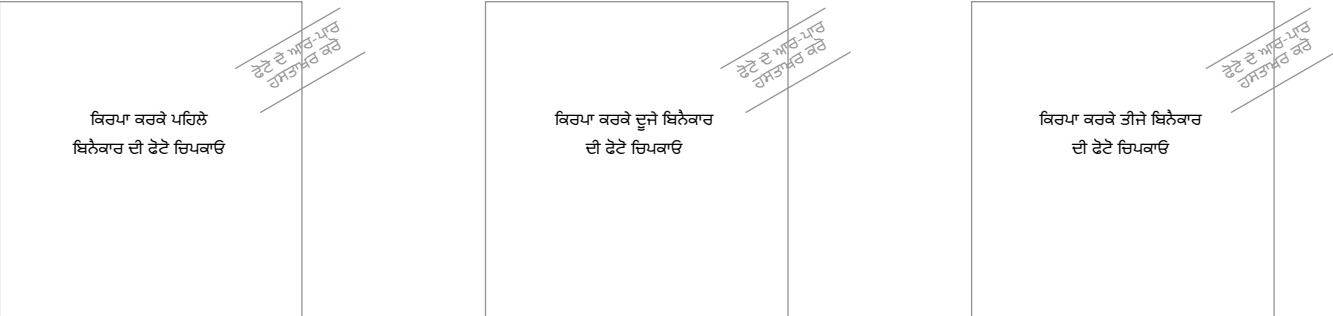 ਫੋਟੋ ਦੇ ਆਰ-ਪਾਰ
ਹਸਤਾਖਰ ਕਰੋ
ਕਿਰਪਾ ਕਰਕੇ ਪਹਿਲੇ
ਬਿਨੈਕਾਰ ਦੀ ਫੋਟੋ ਚਿਪਕਾਓ
ਫੋਟੋ ਦੇ ਆਰ-ਪਾਰ
ਹਸਤਾਖਰ ਕਰੋ
ਕਿਰਪਾ ਕਰਕੇ ਦੂਜੇ ਬਿਨੈਕਾਰ
ਦੀ ਫੋਟੋ ਚਿਪਕਾਓ
ਫੋਟੋ ਦੇ ਆਰ-ਪਾਰ
ਹਸਤਾਖਰ ਕਰੋ
ਕਿਰਪਾ ਕਰਕੇ ਤੀਜੇ ਬਿਨੈਕਾਰ
ਦੀ ਫੋਟੋ ਚਿਪਕਾਓ